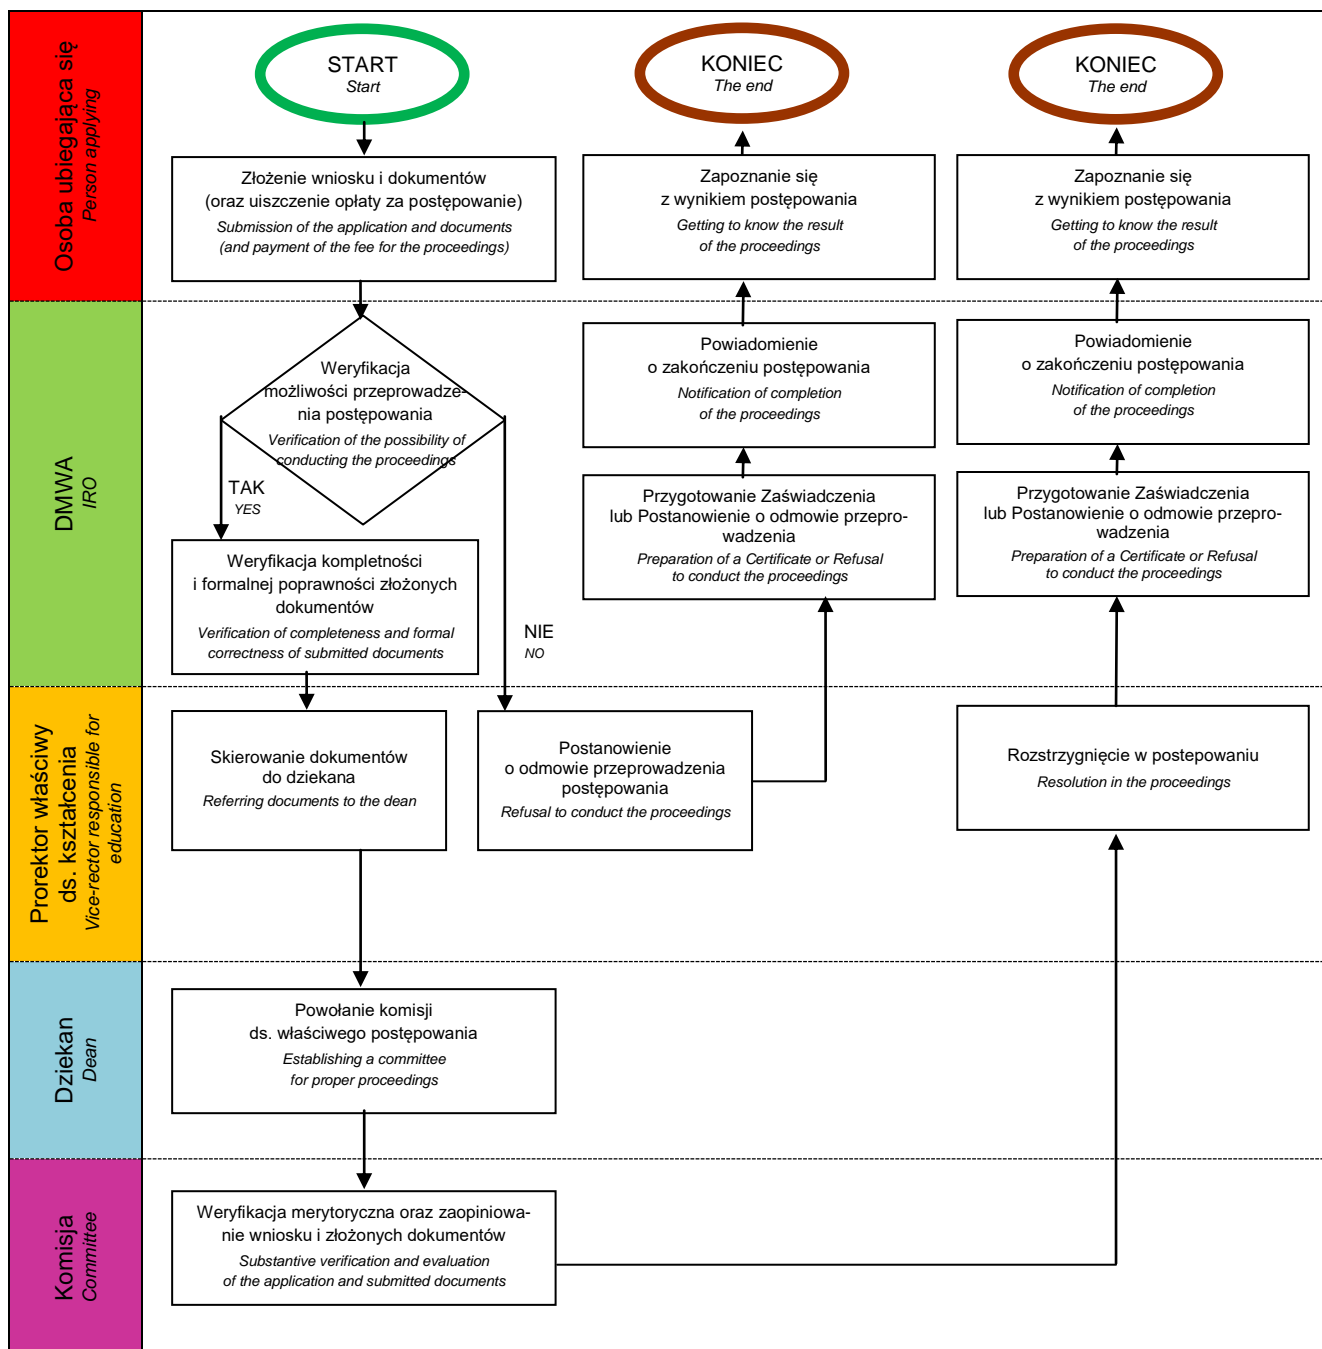 Osoba ubiegająca się
Person applying
START
Start
Złożenie wniosku i dokumentów
(oraz uiszczenie opłaty za postępowanie)
Submission of the application and documents
(and payment of the fee for the proceedings)
KONIEC
The end
Zapoznanie się
z wynikiem postępowania
Getting to know the result
of the proceedings
KONIEC
The end
Zapoznanie się
z wynikiem postępowania
Getting to know the result
of the proceedings
DMWA
IRO
Weryfikacja
możliwości przeprowadze-
nia postępowania
Verification of the possibility of
conducting the proceedings
TAK
YES
NIE
NO
Weryfikacja kompletności
i formalnej poprawności złożonych
dokumentów
Verification of completeness and formal
correctness of submitted documents
Powiadomienie
o zakończeniu postępowania
Notification of completion
of the proceedings
Przygotowanie Zaświadczenia
lub Postanowienie o odmowie przepro-
wadzenia
Preparation of a Certificate or Refusal
to conduct the proceedings
Powiadomienie
o zakończeniu postępowania
Notification of completion
of the proceedings
Przygotowanie Zaświadczenia
lub Postanowienie o odmowie przepro-
wadzenia
Preparation of a Certificate or Refusal
to conduct the proceedings
Prorektor właściwy
ds. kształcenia
Vice-rector responsible for
education
Skierowanie dokumentów
do dziekana
Referring documents to the dean
Postanowienie
o odmowie przeprowadzenia
postępowania
Refusal to conduct the proceedings
Rozstrzygnięcie w postepowaniu
Resolution in the proceedings
Dziekan
Dean
Powołanie komisji
ds. właściwego postępowania
Establishing a committee
for proper proceedings
Komisja
Committee
Weryfikacja merytoryczna oraz zaopiniowa-
nie wniosku i złożonych dokumentów
Substantive verification and evaluation
of the application and submitted documents